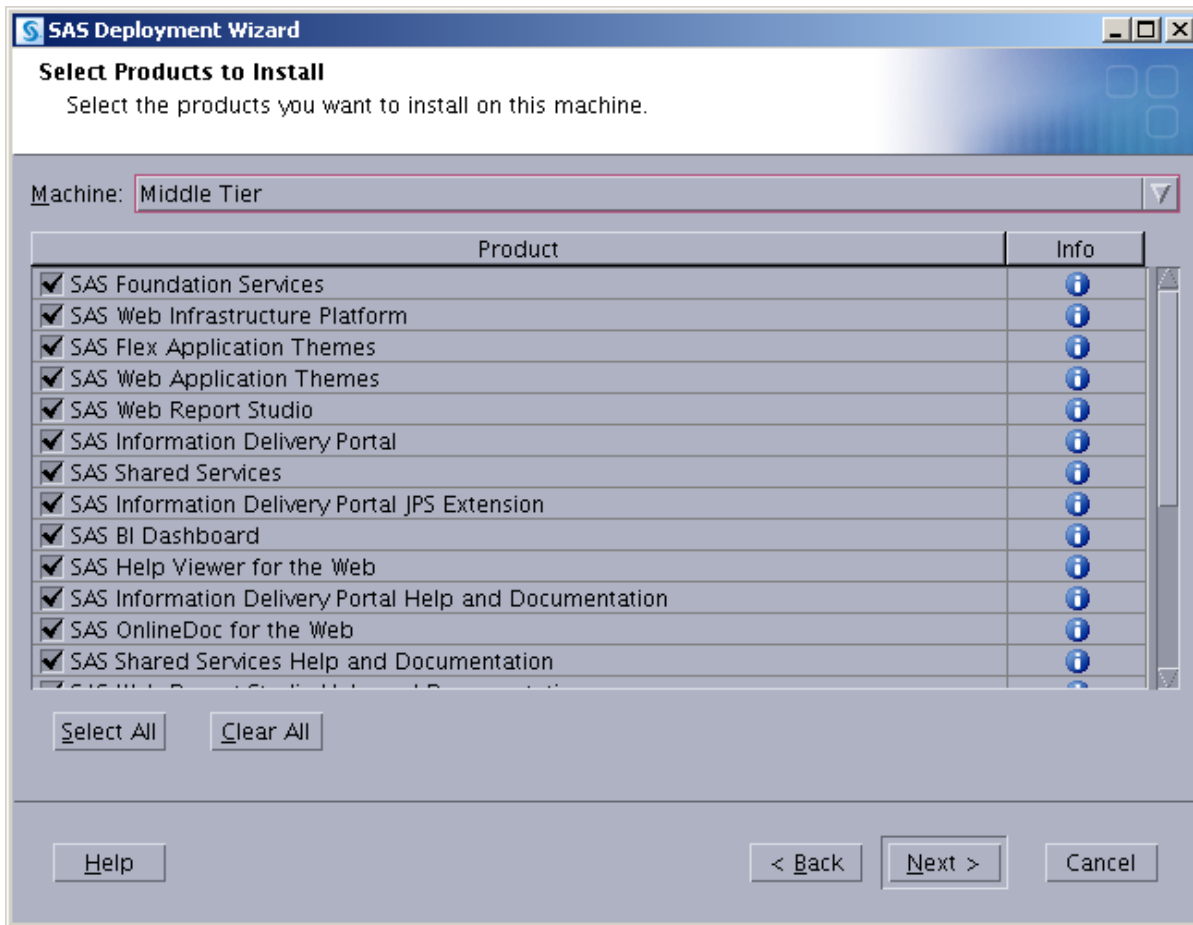 SAS Deployment Wizard
Select Products to Install
Select the products you want to install on this machine.
Machine: Middle Tier
Product Info
SAS Foundation Services
SAS Web Infrastructure Platform
SAS Flex Application Themes
SAS Web Application Themes
SAS Web Report Studio
SAS Information Delivery Portal
SAS Shared Services
SAS Information Delivery Portal JPS Extension
SAS BI Dashboard
SAS Help Viewer for the Web
SAS Information Delivery Portal Help and Documentation
SAS OnlineDoc for the Web
SAS Shared Services Help and Documentation
Select All Clear All
Help < Back Next > Cancel